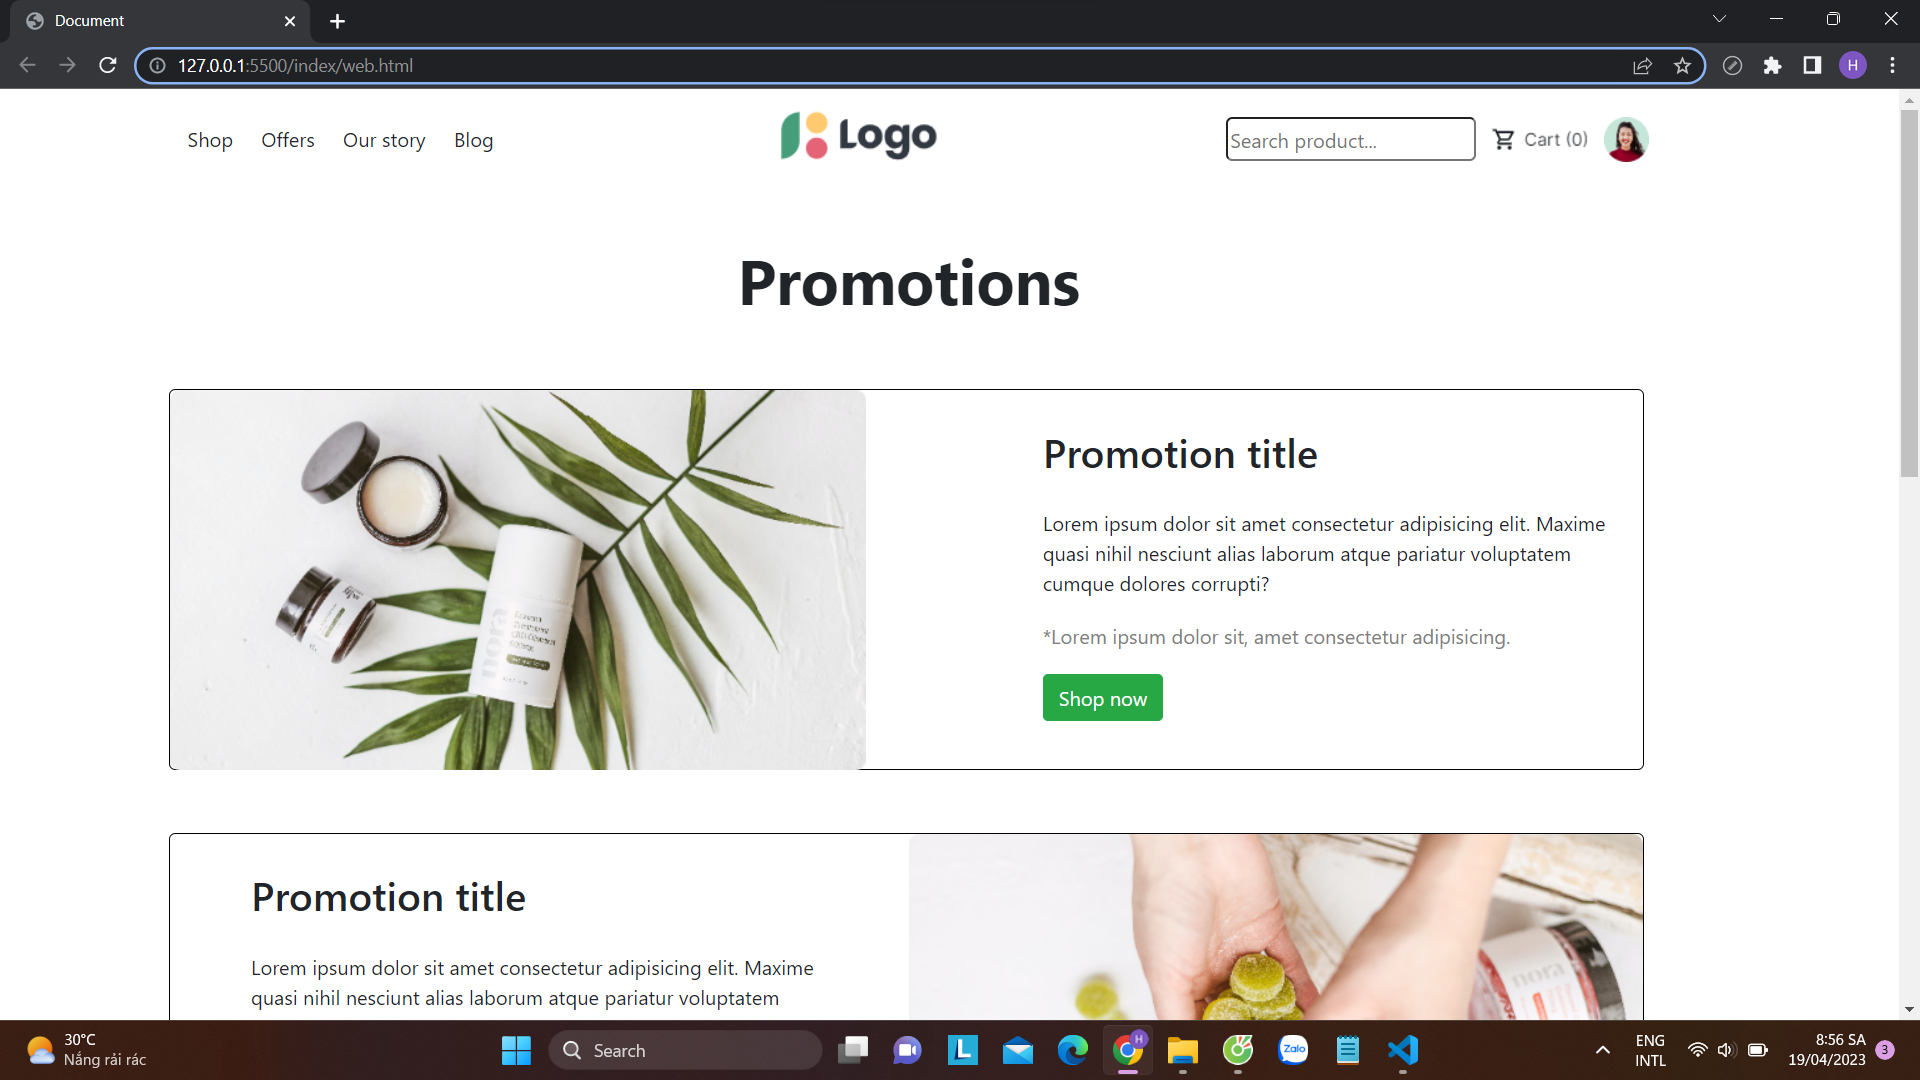 Document
127.0.0.1:5500/index/web.html
H
Shop Offers Our story Blog
Logo
Search product...
Cart (0)
Promotions
Promotion title
Lorem ipsum dolor sit amet consectetur adipisicing elit. Maxime
quasi nihil nesciunt alias laborum atque pariatur voluptatem
cumque dolores corrupti?
*Lorem ipsum dolor sit, amet consectetur adipisicing.
Shop now
nora
Promotion title
Lorem ipsum dolor sit amet consectetur adipisicing elit. Maxime
quasi nihil nesciunt alias laborum atque pariatur voluptatem
nora
30°C
Nắng rải rác
Search
L
H
Zalo
ENG
INTL
8:56 SA
19/04/2023
3